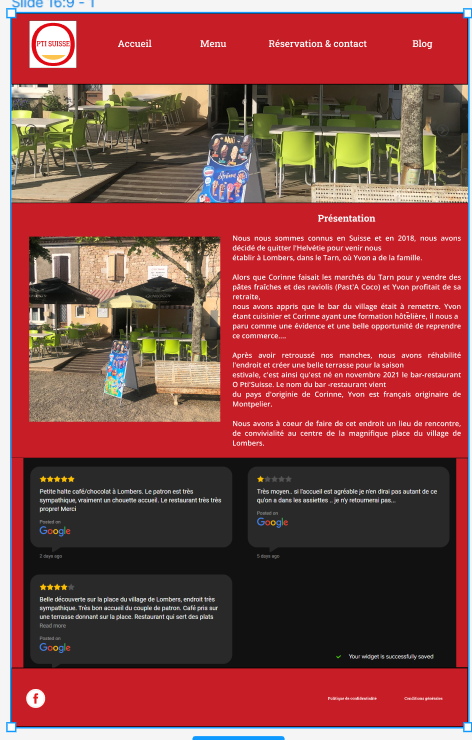 Slide 16:9 - 1
PTI SUISSE
Accueil
Menu
Réservation & contact
Blog
Présentation
Nous nous sommes connus en Suisse et en 2018, nous avons
décidé de quitter l'Helvétie pour venir nous
établir à Lombers, dans le Tarn, où Yvon a de la famille.
Alors que Corinne faisait les marchés du Tarn pour y vendre des
pâtes fraîches et des raviolis (Past'A Coco) et Yvon profitait de sa
retraite,
nous avons appris que le bar du village était à remettre. Yvon
étant cuisinier et Corinne ayant une formation hôtelière, il nous a
paru comme une évidence et une belle opportunité de reprendre
ce commerce....
Après avoir retroussé nos manches, nous avons réhabilité
l'endroit et créer une belle terrasse pour la saison
estivale, c'est ainsi qu'est né en novembre 2021 le bar-restaurant
O Pti'Suisse. Le nom du bar -restaurant vient
du pays d'origine de Corinne, Yvon est français originaire de
Montpelier.
Nous avons à coeur de faire de cet endroit un lieu de rencontre,
de convivialité au centre de la magnifique place du village de
Lombers.
Petite halte café/chocolat à Lombers. Le patron est très
sympathique, vraiment un chouette accueil. Le restaurant très très
propre! Merci
Posted on
Google
2 days ago
Très moyen.. si l'accueil est agréable je n'en dirai pas autant de ce
qu'on a dans les assiettes .. je n'y retournerai pas...
Posted on
Google
5 days ago
Belle découverte sur la place du village de Lombers, endroit très
sympathique. Très bon accueil du couple de patron. Café pris sur
une terrasse donnant sur la place. Restaurant qui sert des plats
Read more
Posted on
Google
Your widget is successfully saved
Politique de confidentialité
Conditions générales